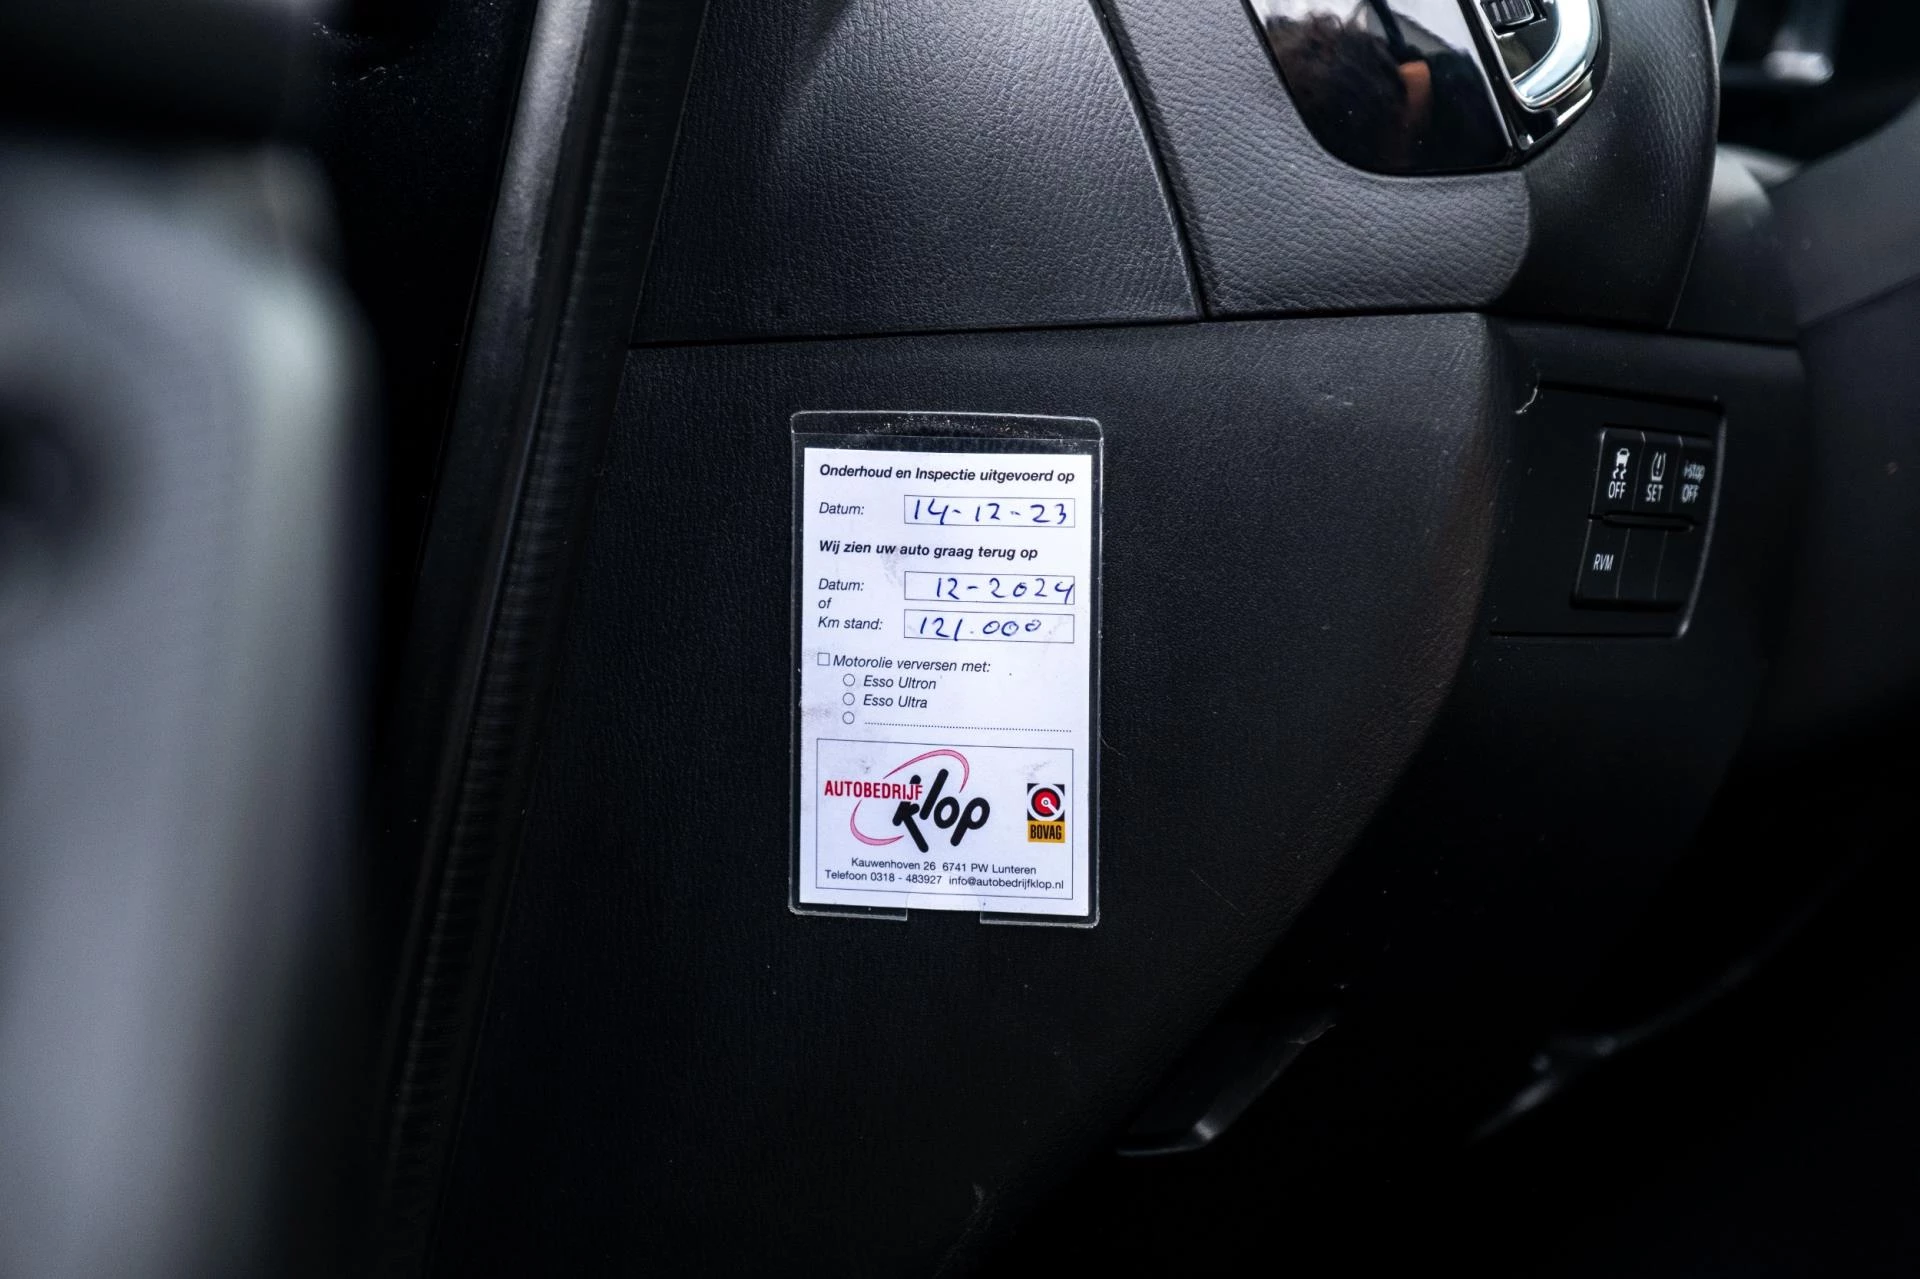 Onderhoud en Inspectie uitgevoerd op
Datum: 14-12-23
Wij zien uw auto graag terug op
Datum: 12-2024
of
Km stand: 121.000
Motorolie verversen met:
Esso Ultron
Esso Ultra
AUTOBEDRIJF
klop
BOVAG
Kauwenhoven 26 6741 PW Lunteren
Telefoon 0318 - 483927 info@autobedrijfklop.nl
OFF
SET
i-stop
OFF
RVM